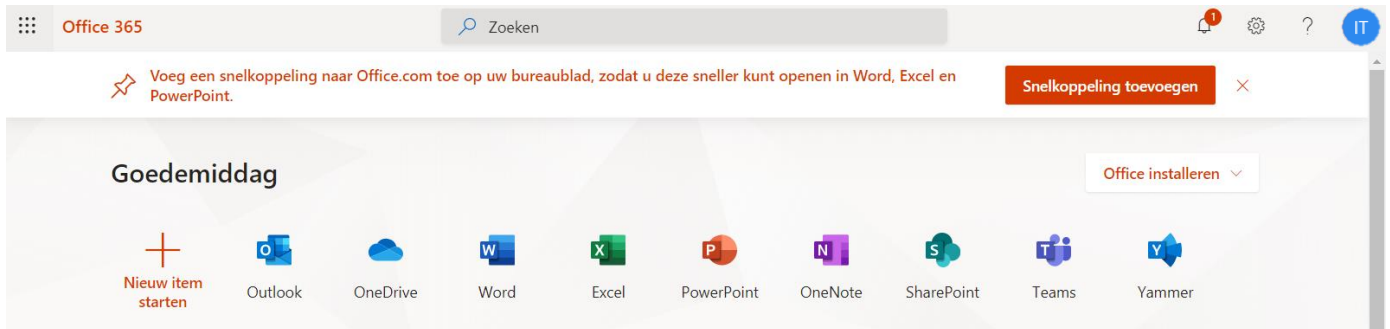 Office 365
Zoeken
1
?
IT
Voeg een snelkoppeling naar Office.com toe op uw bureaublad, zodat u deze sneller kunt openen in Word, Excel en
PowerPoint.
Snelkoppeling toevoegen
Goedemiddag
Office installeren
Nieuw item
starten
O
Outlook
OneDrive
W
Word
X
Excel
P
PowerPoint
N
OneNote
S
SharePoint
T
Teams
Y
Yammer